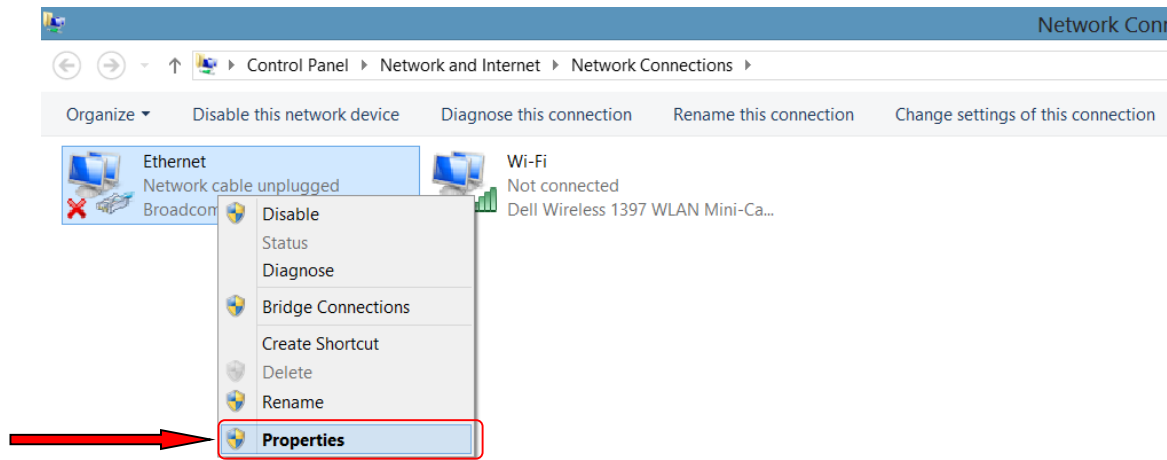 Network Con
Control Panel Network and Internet Network Connections
Organize Disable this network device Diagnose this connection Rename this connection Change settings of this connection
Ethernet
Network cable unplugged
Broadcom
Wi-Fi
Not connected
Dell Wireless 1397 WLAN Mini-Ca...
Disable
Status
Diagnose
Bridge Connections
Create Shortcut
Delete
Rename
Properties